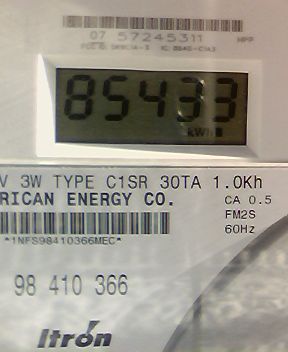 07 57245311
85433
kWh
V 3W TYPE C1SR 30TA 1.0Kh
RICAN ENERGY CO.
CA 0.5
FM2S
60Hz
*1NFS98410366MEC*
98 410 366
Itrón